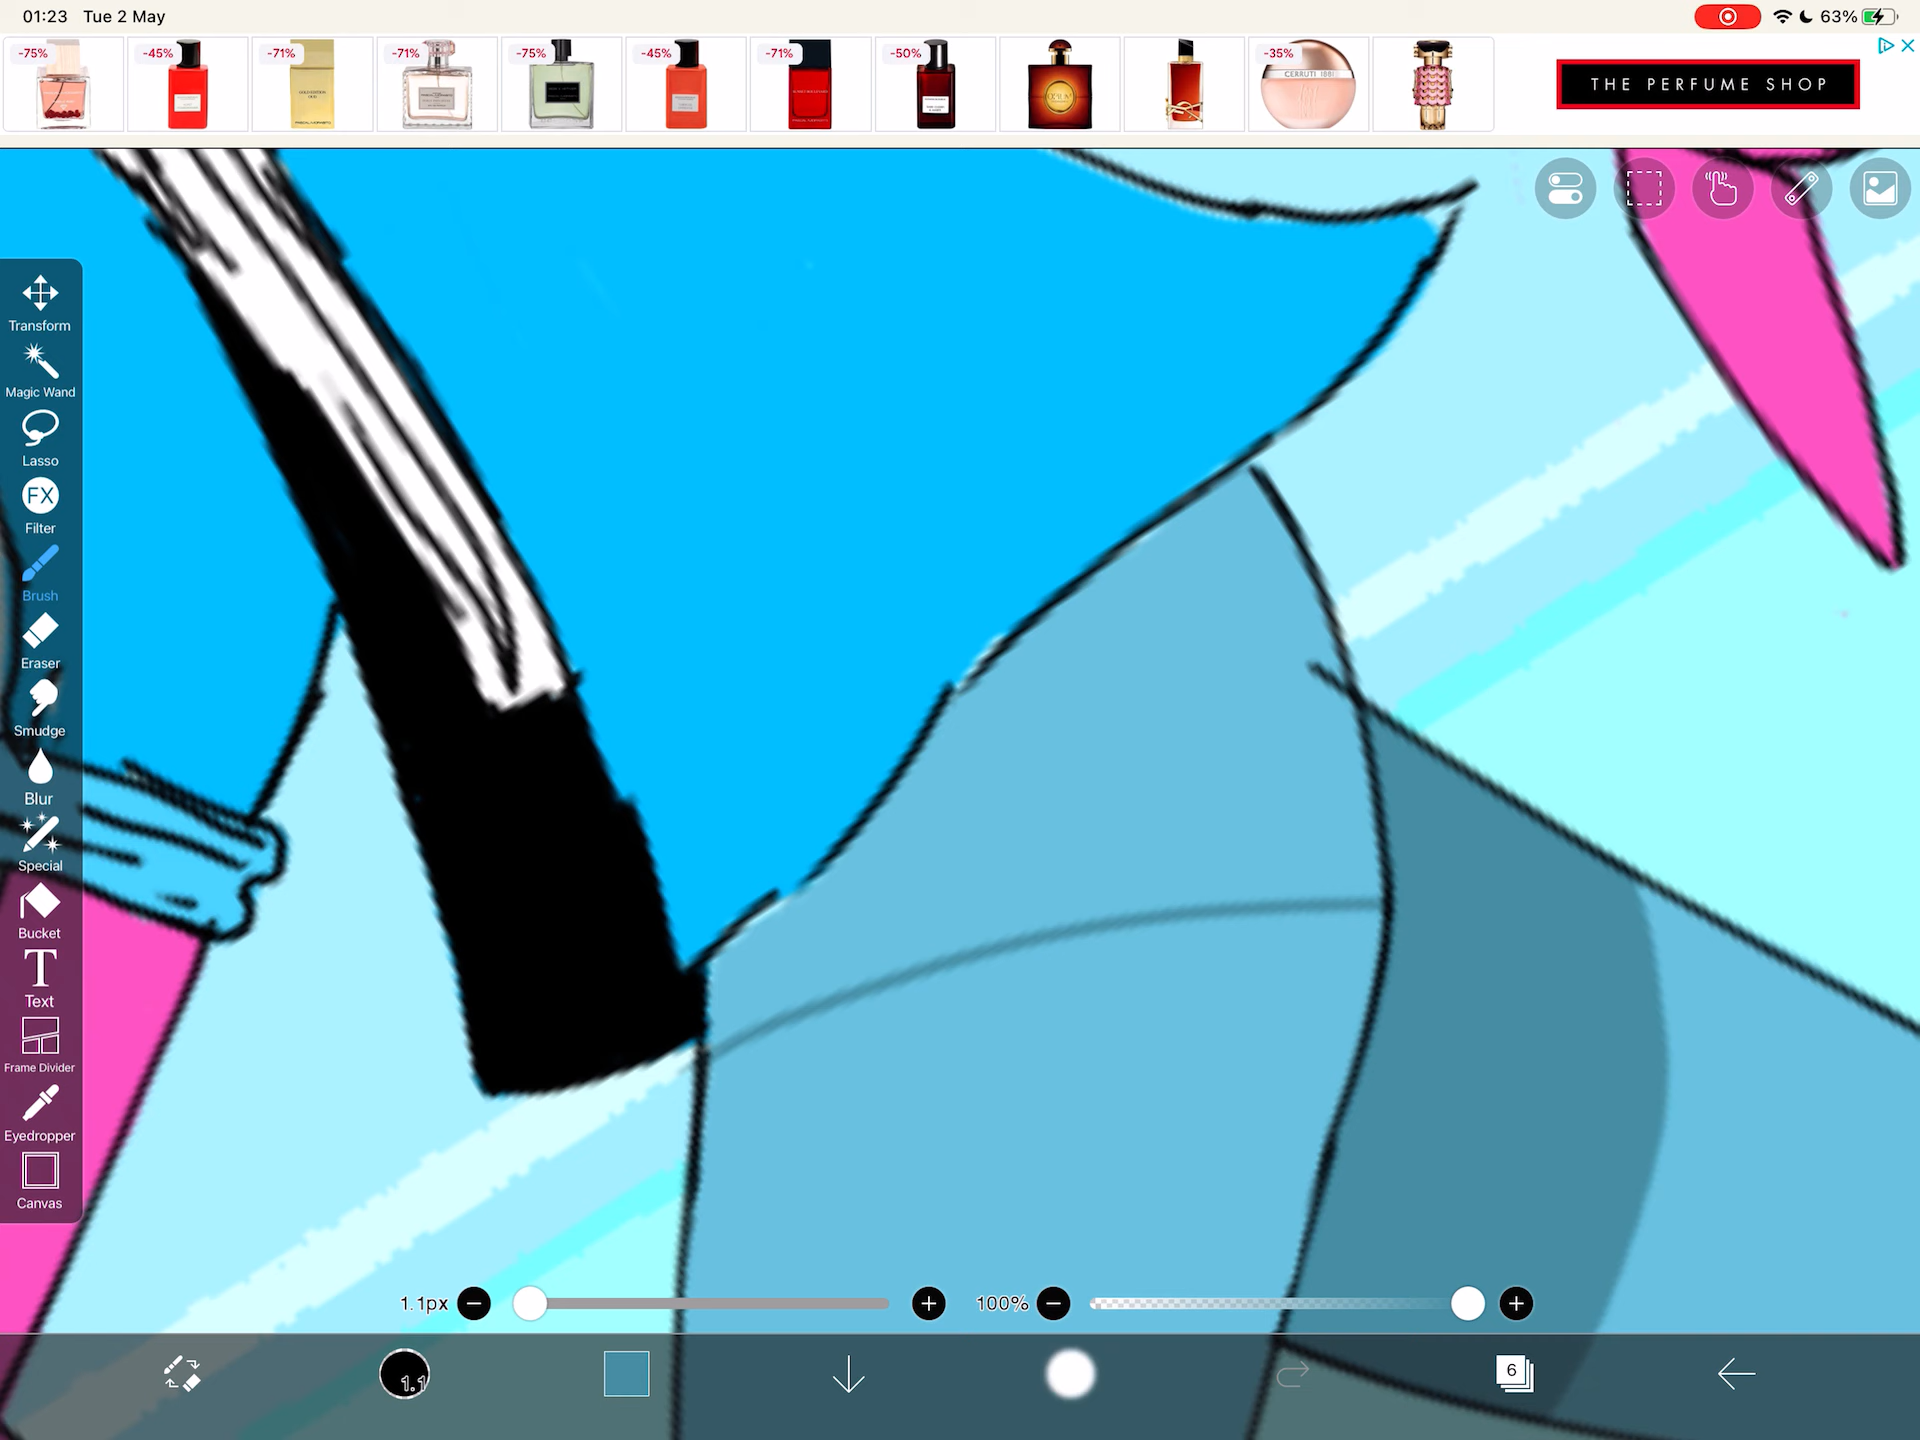 01:23 Tue 2 May
63%
-75%
-45%
-71%
-71%
-75%
-45%
-71%
-50%
-35%
CERRUTI 1881
THE PERFUME SHOP
Transform
Magic Wand
Lasso
FX
Filter
Brush
Eraser
Smudge
Blur
Special
Bucket
T
Text
Frame Divider
Eyedropper
Canvas
1.1px
100%
1.1
6